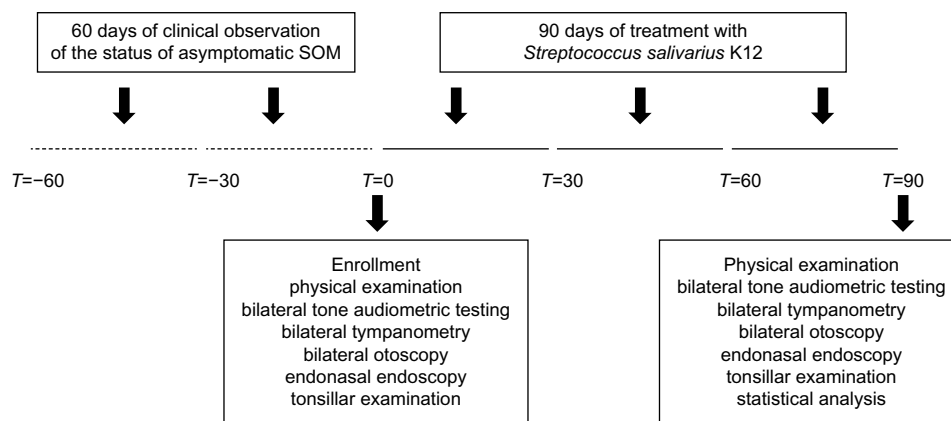 60 days of clinical observation
of the status of asymptomatic SOM
90 days of treatment with
Streptococcus salivarius K12
T=−60
T=−30
T=0
T=30
T=60
T=90
Enrollment
physical examination
bilateral tone audiometric testing
bilateral tympanometry
bilateral otoscopy
endonasal endoscopy
tonsillar examination
Physical examination
bilateral tone audiometric testing
bilateral tympanometry
bilateral otoscopy
endonasal endoscopy
tonsillar examination
statistical analysis